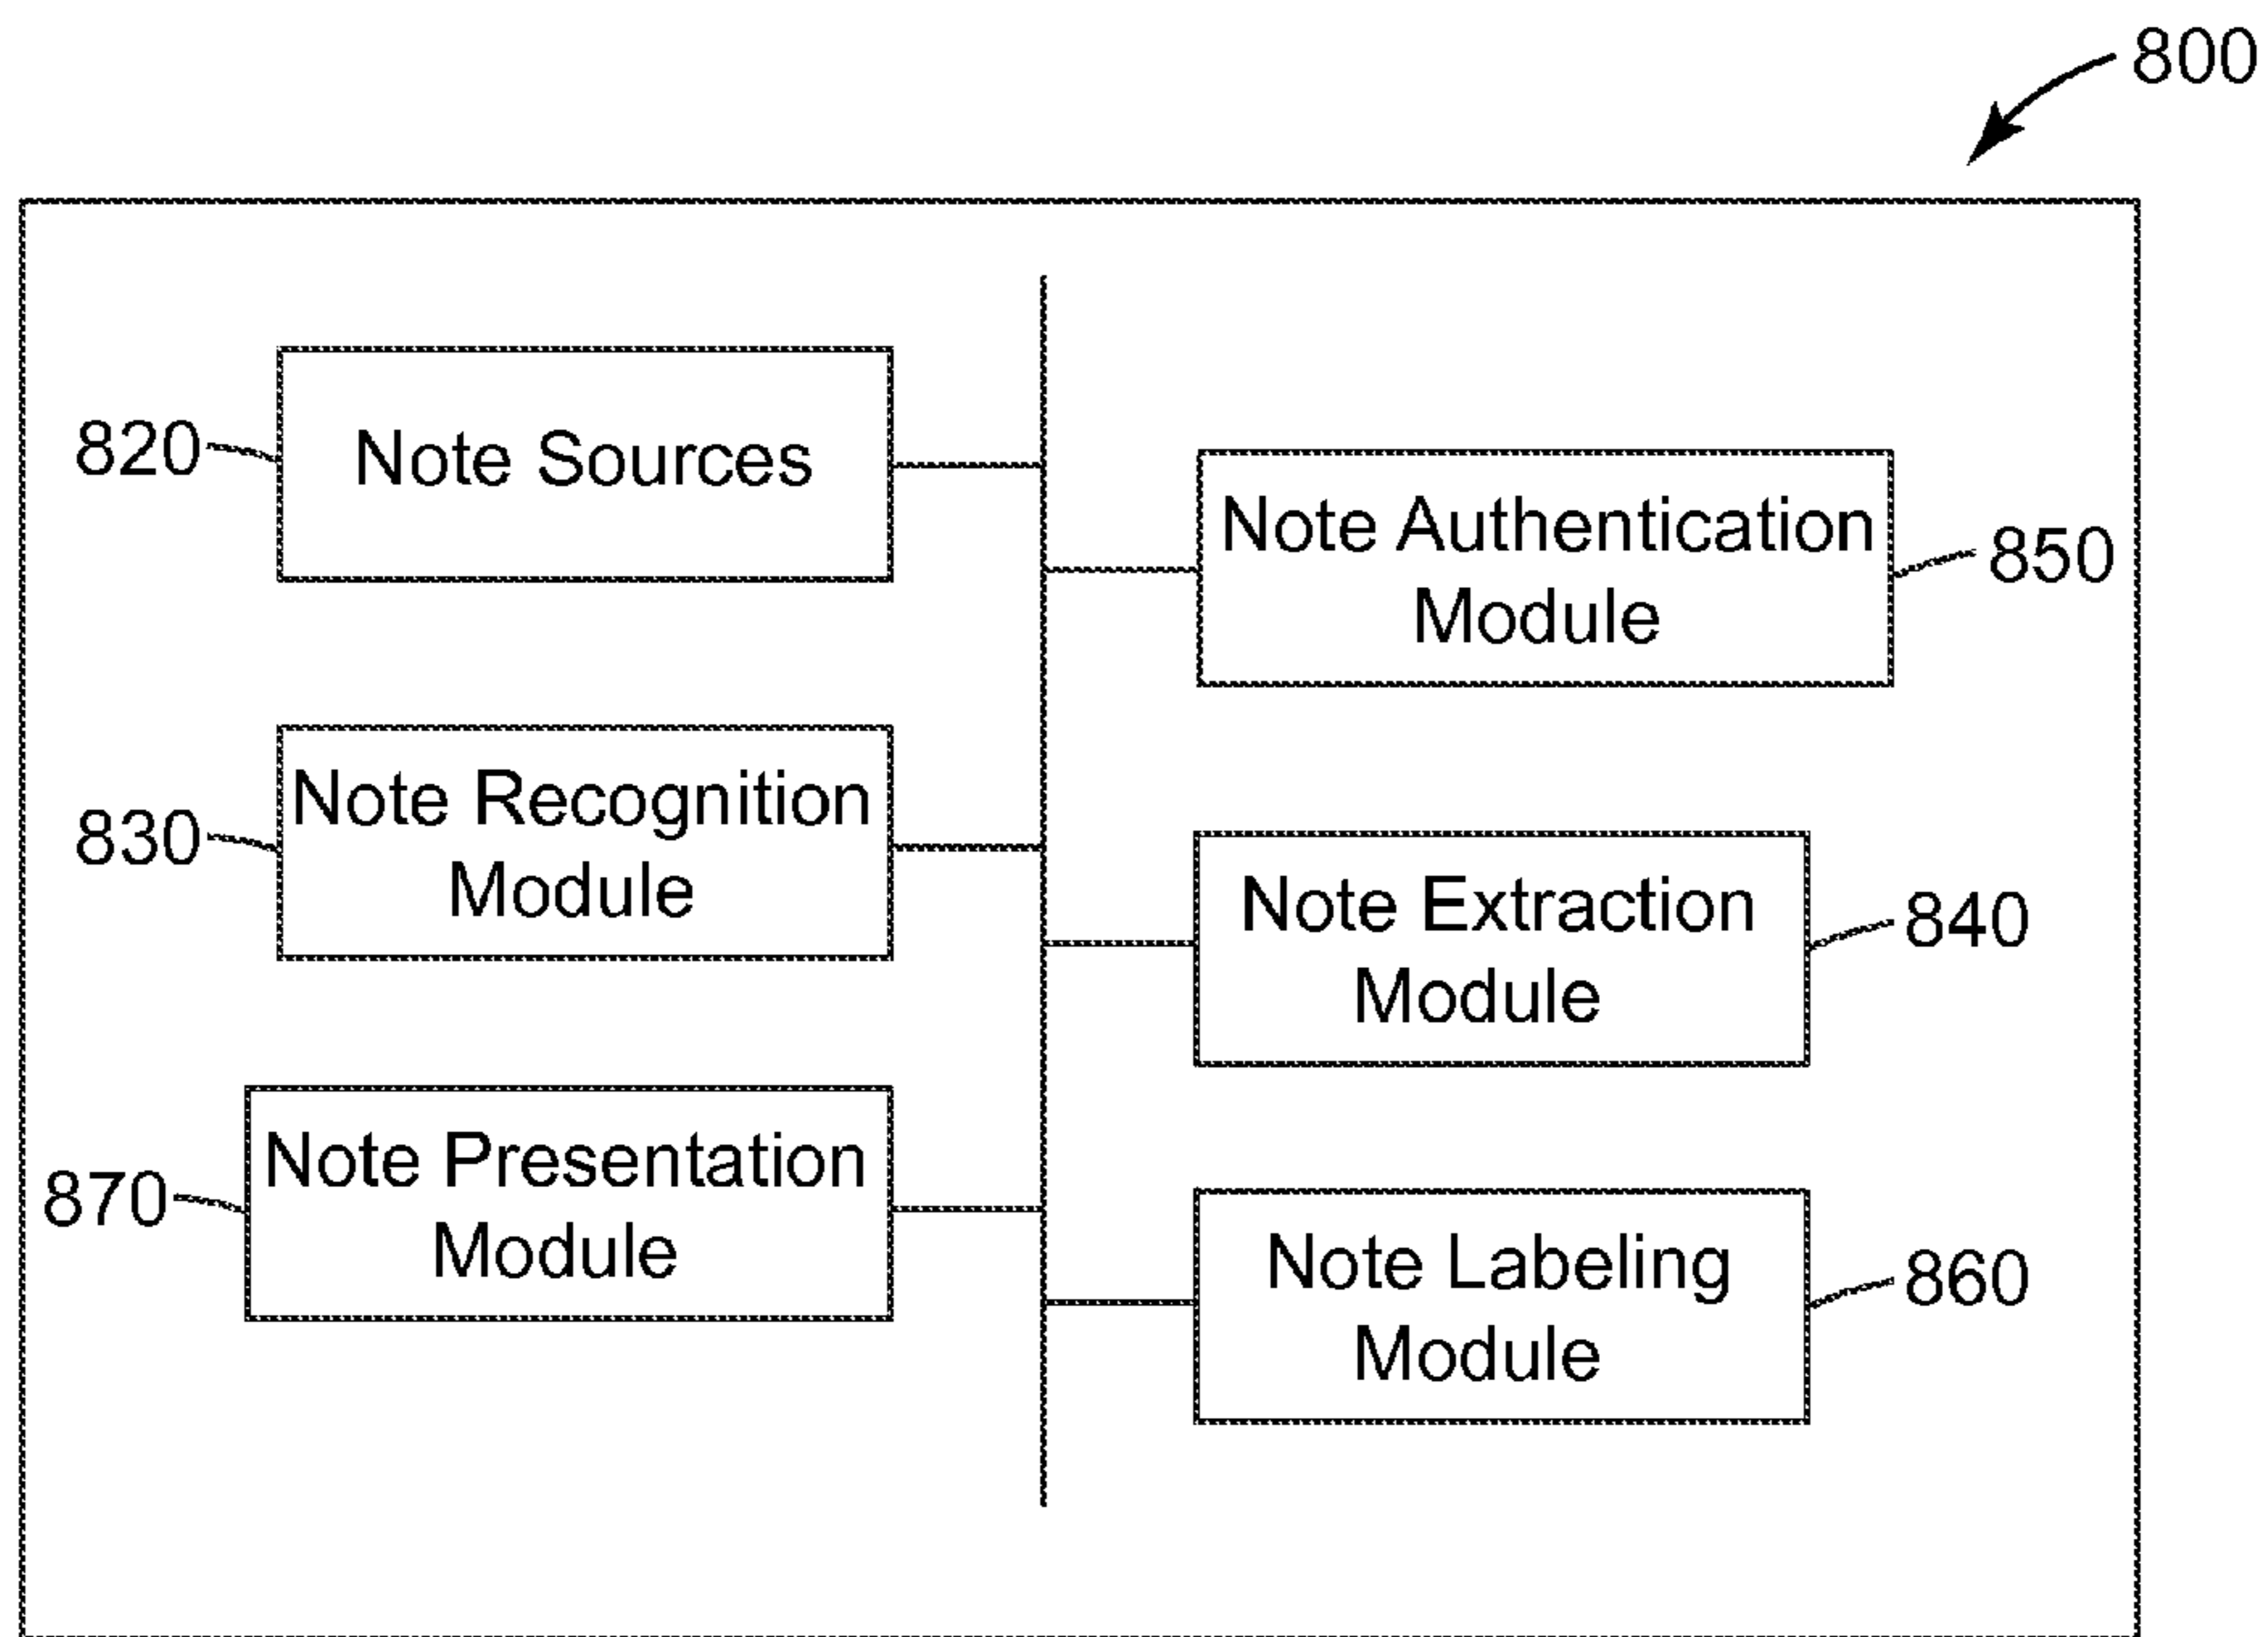 800
820
Note Sources
Note Authentication
Module
850
830
Note Recognition
Module
Note Extraction
Module
840
870
Note Presentation
Module
Note Labeling
Module
860